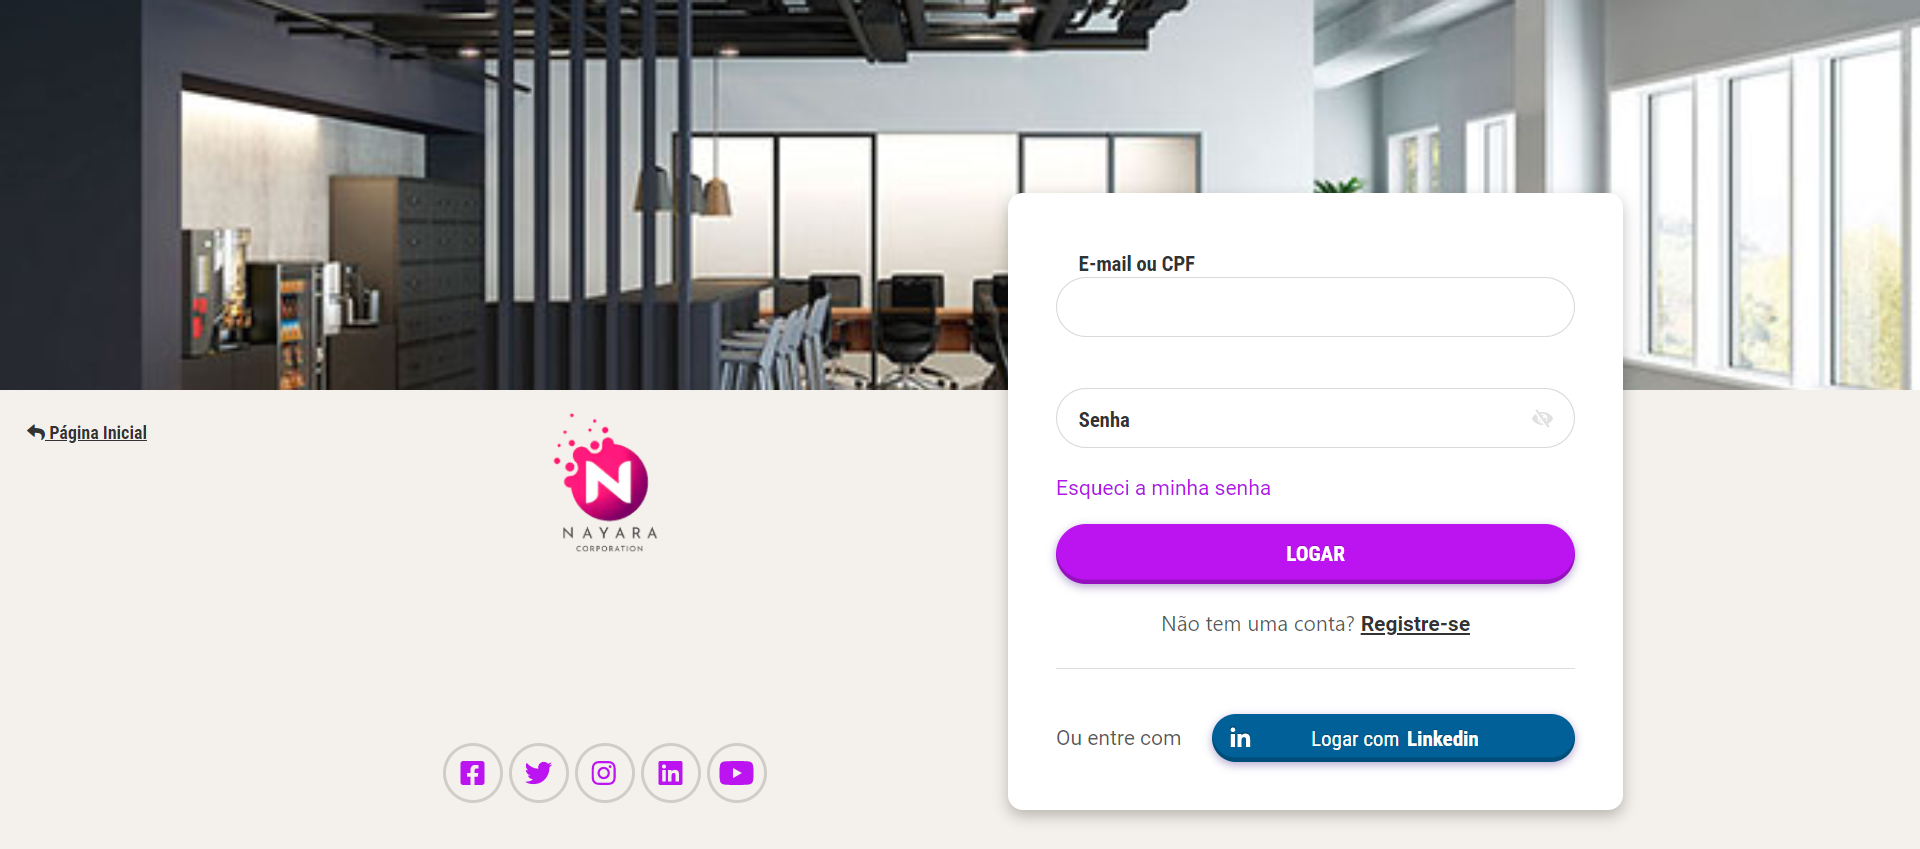 Página Inicial
N
NAYARA
CORPORATION
E-mail ou CPF
Senha
Esqueci a minha senha
LOGAR
Não tem uma conta? Registre-se
Ou entre com
in Logar com Linkedin